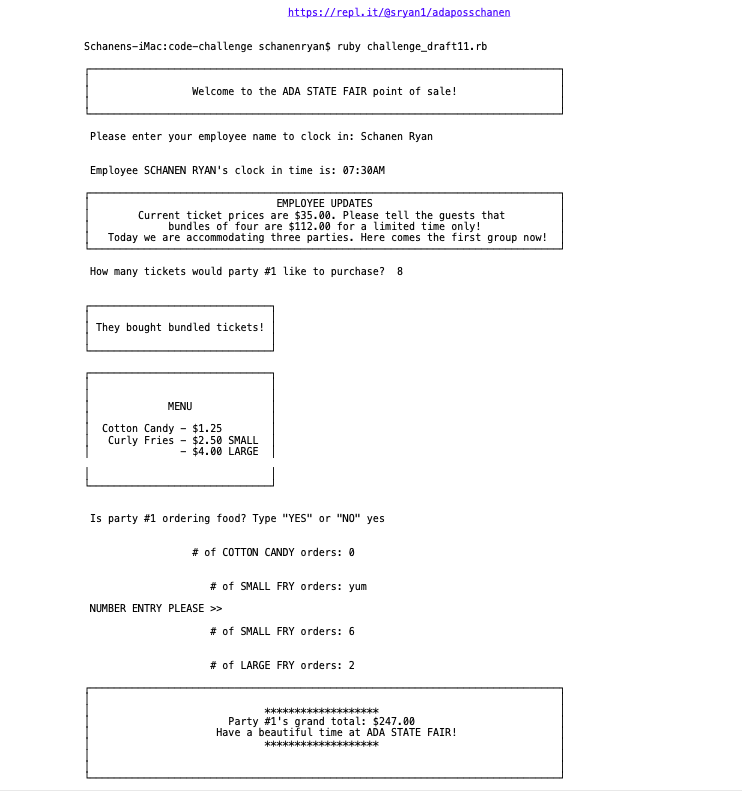 https://repl.it/@sryan1/adaposschanen
Schanens-iMac:code-challenge schanenryan$ ruby challenge_draft11.rb
Welcome to the ADA STATE FAIR point of sale!
Please enter your employee name to clock in: Schanen Ryan
Employee SCHANEN RYAN's clock in time is: 07:30AM
EMPLOYEE UPDATES
Current ticket prices are $35.00. Please tell the guests that
bundles of four are $112.00 for a limited time only!
Today we are accommodating three parties. Here comes the first group now!
How many tickets would party #1 like to purchase?  8
They bought bundled tickets!
MENU
Cotton Candy - $1.25
Curly Fries - $2.50 SMALL
- $4.00 LARGE
Is party #1 ordering food? Type "YES" or "NO" yes
# of COTTON CANDY orders: 0
# of SMALL FRY orders: yum
NUMBER ENTRY PLEASE >>
# of SMALL FRY orders: 6
# of LARGE FRY orders: 2
*******************
Party #1's grand total: $247.00
Have a beautiful time at ADA STATE FAIR!
*******************